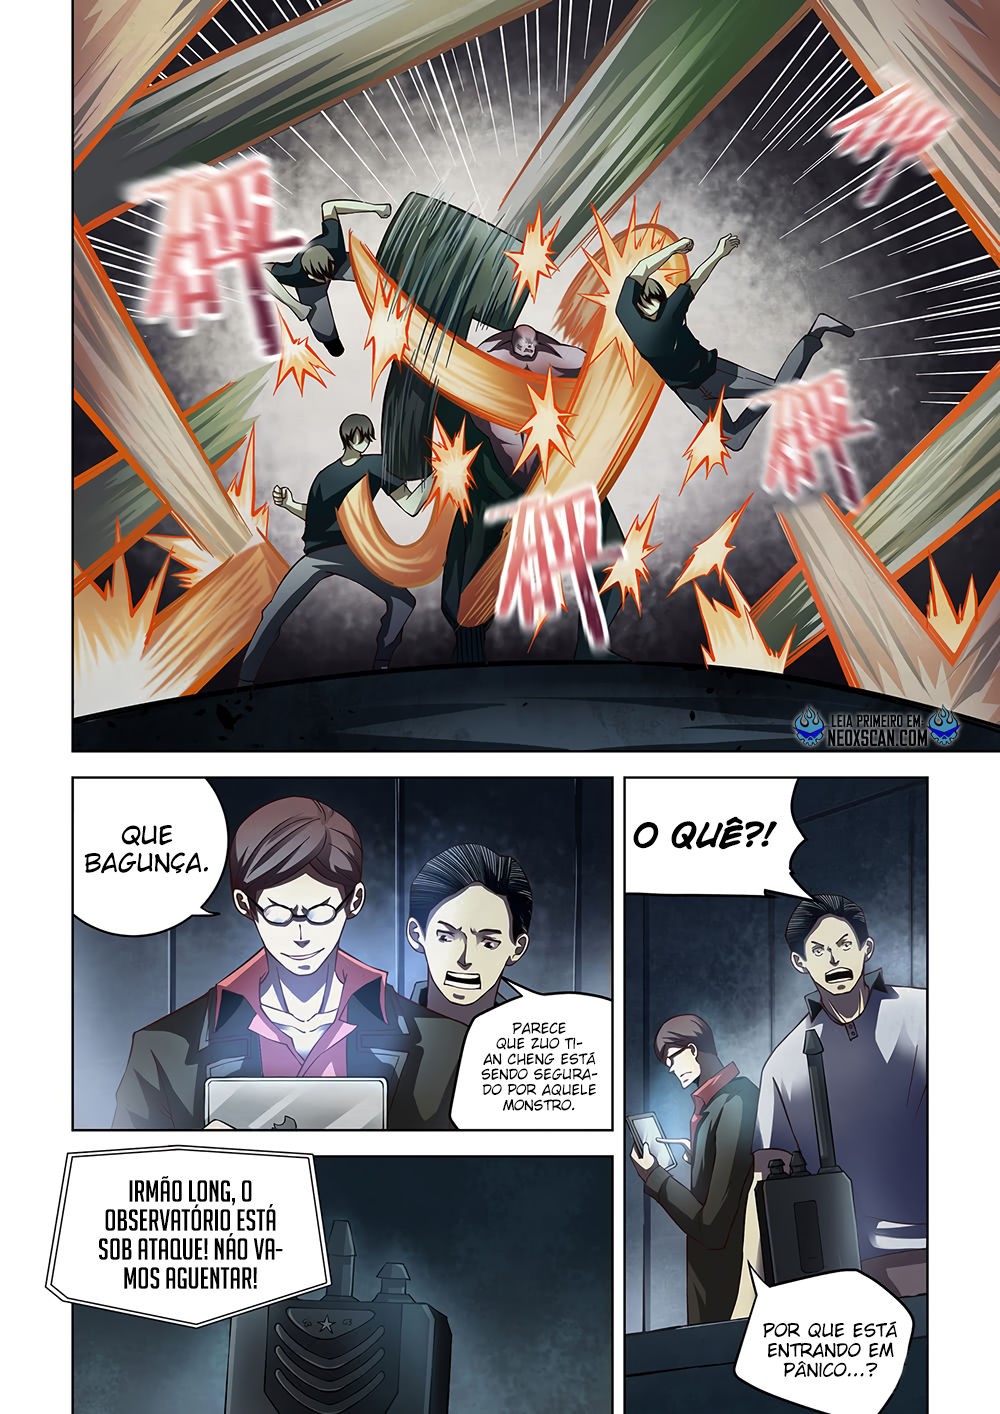 LEIA PRIMEIRO EM:
NEOXSCAN.COM
QUE
BAGUNÇA.
PARECE
QUE ZUO TI-
AN CHENG ESTÁ
SENDO SEGURA-
DO POR AQUELE
MONSTRO.
O QUÊ?!
IRMÃO LONG, O
OBSERVATÓRIO ESTÁ
SOB ATAQUE! NÃO VA-
MOS AGUENTAR!
POR QUE ESTÁ
ENTRANDO EM
PÂNICO...?